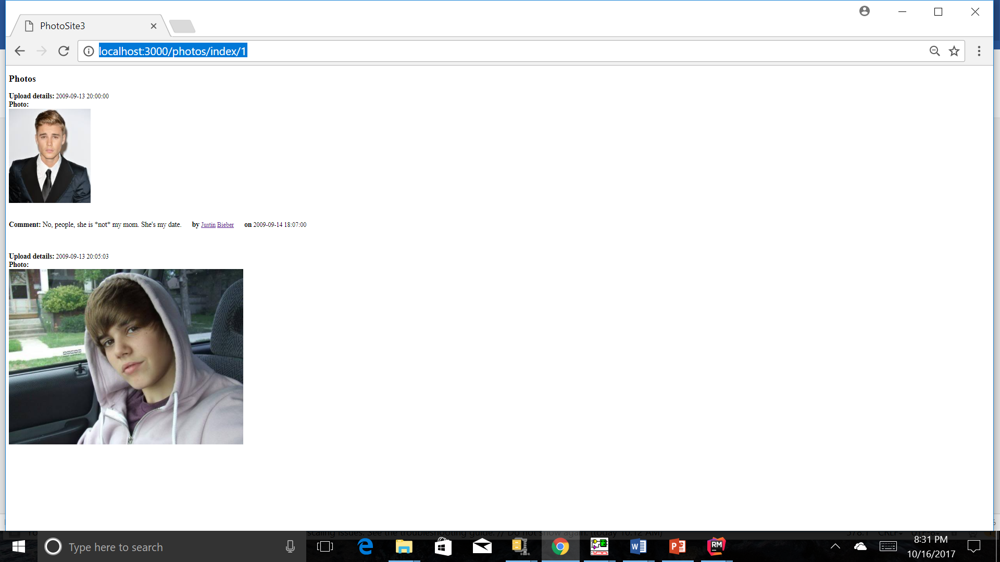 PhotoSite3
localhost:3000/photos/index/1
Photos
Upload details: 2009-09-13 20:00:00
Photo:
Comment: No, people, she is *not* my mom. She's my date. by Justin Bieber on 2009-09-14 18:07:00
Upload details: 2009-09-13 20:05:03
Photo:
scaling issues. See the troubleshooting guide. // Do not show again. (today 10:12 AM)
Type here to search
W
P
RM
8:31 PM
10/16/2017